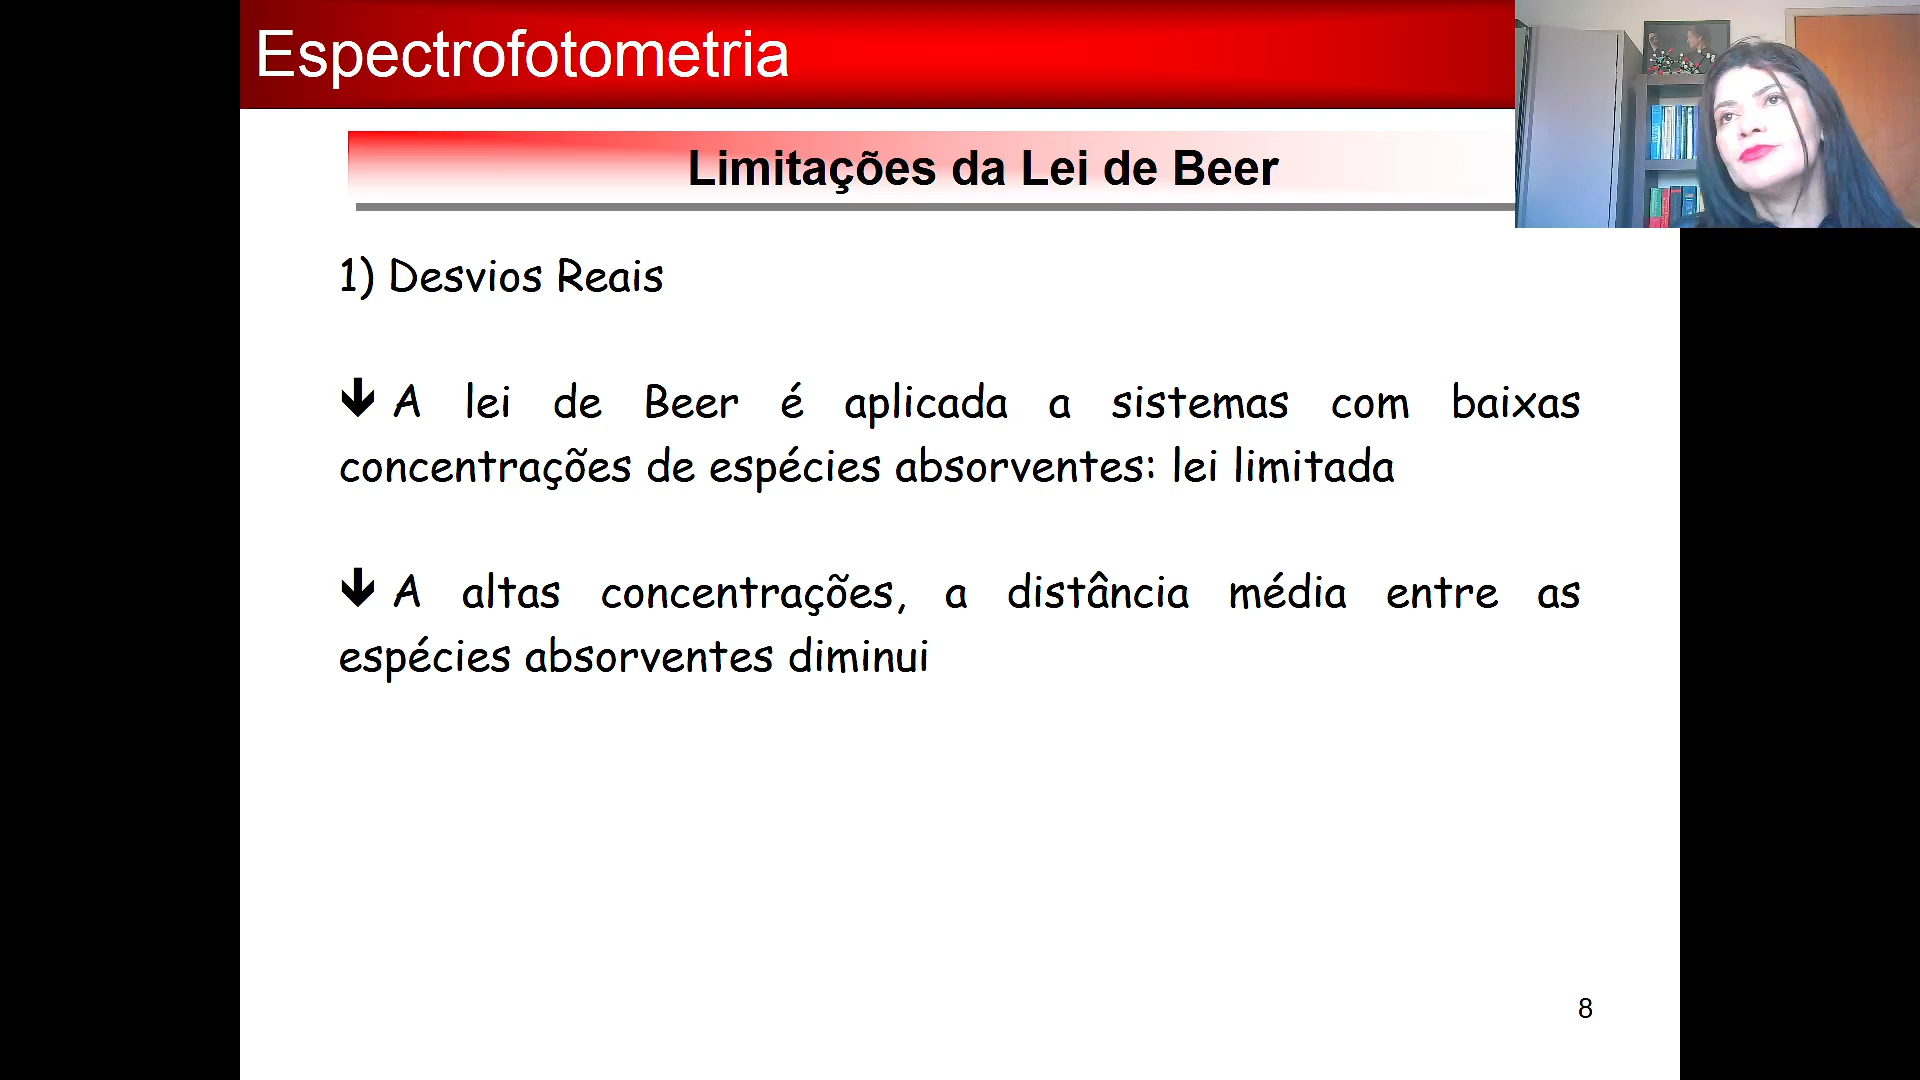 Espectrofotometria
Limitações da Lei de Beer
1) Desvios Reais
🡻 A lei de Beer é aplicada a sistemas com baixas
concentrações de espécies absorventes: lei limitada
🡻 A altas concentrações, a distância média entre as
espécies absorventes diminui
8